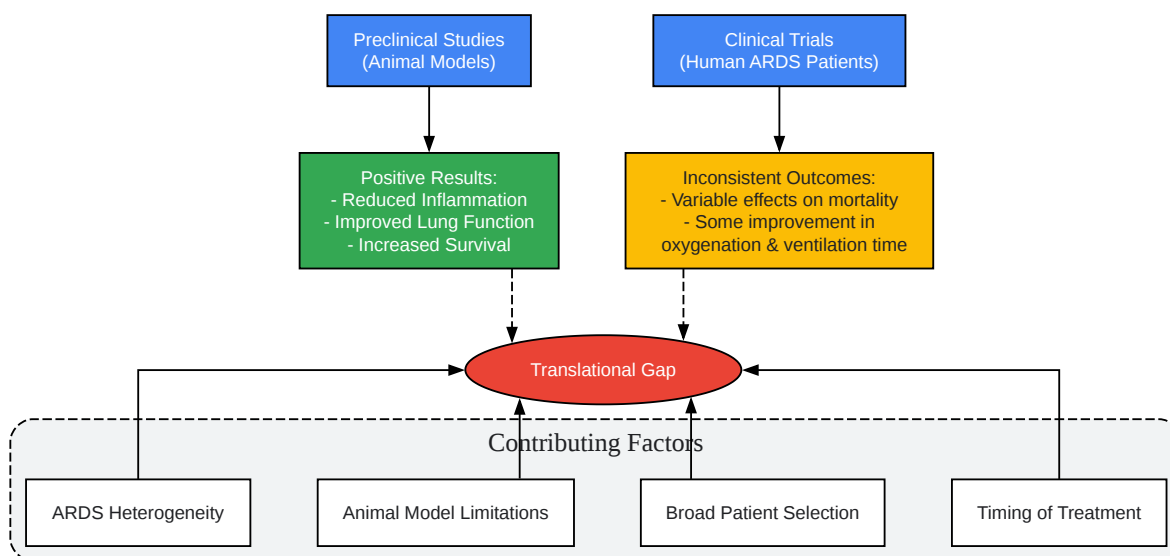 Preclinical Studies
(Animal Models)
Clinical Trials
(Human ARDS Patients)
Positive Results:
- Reduced Inflammation
- Improved Lung Function
- Increased Survival
Inconsistent Outcomes:
- Variable effects on mortality
- Some improvement in
oxygenation & ventilation time
Translational Gap
Contributing Factors
ARDS Heterogeneity
Animal Model Limitations
Broad Patient Selection
Timing of Treatment